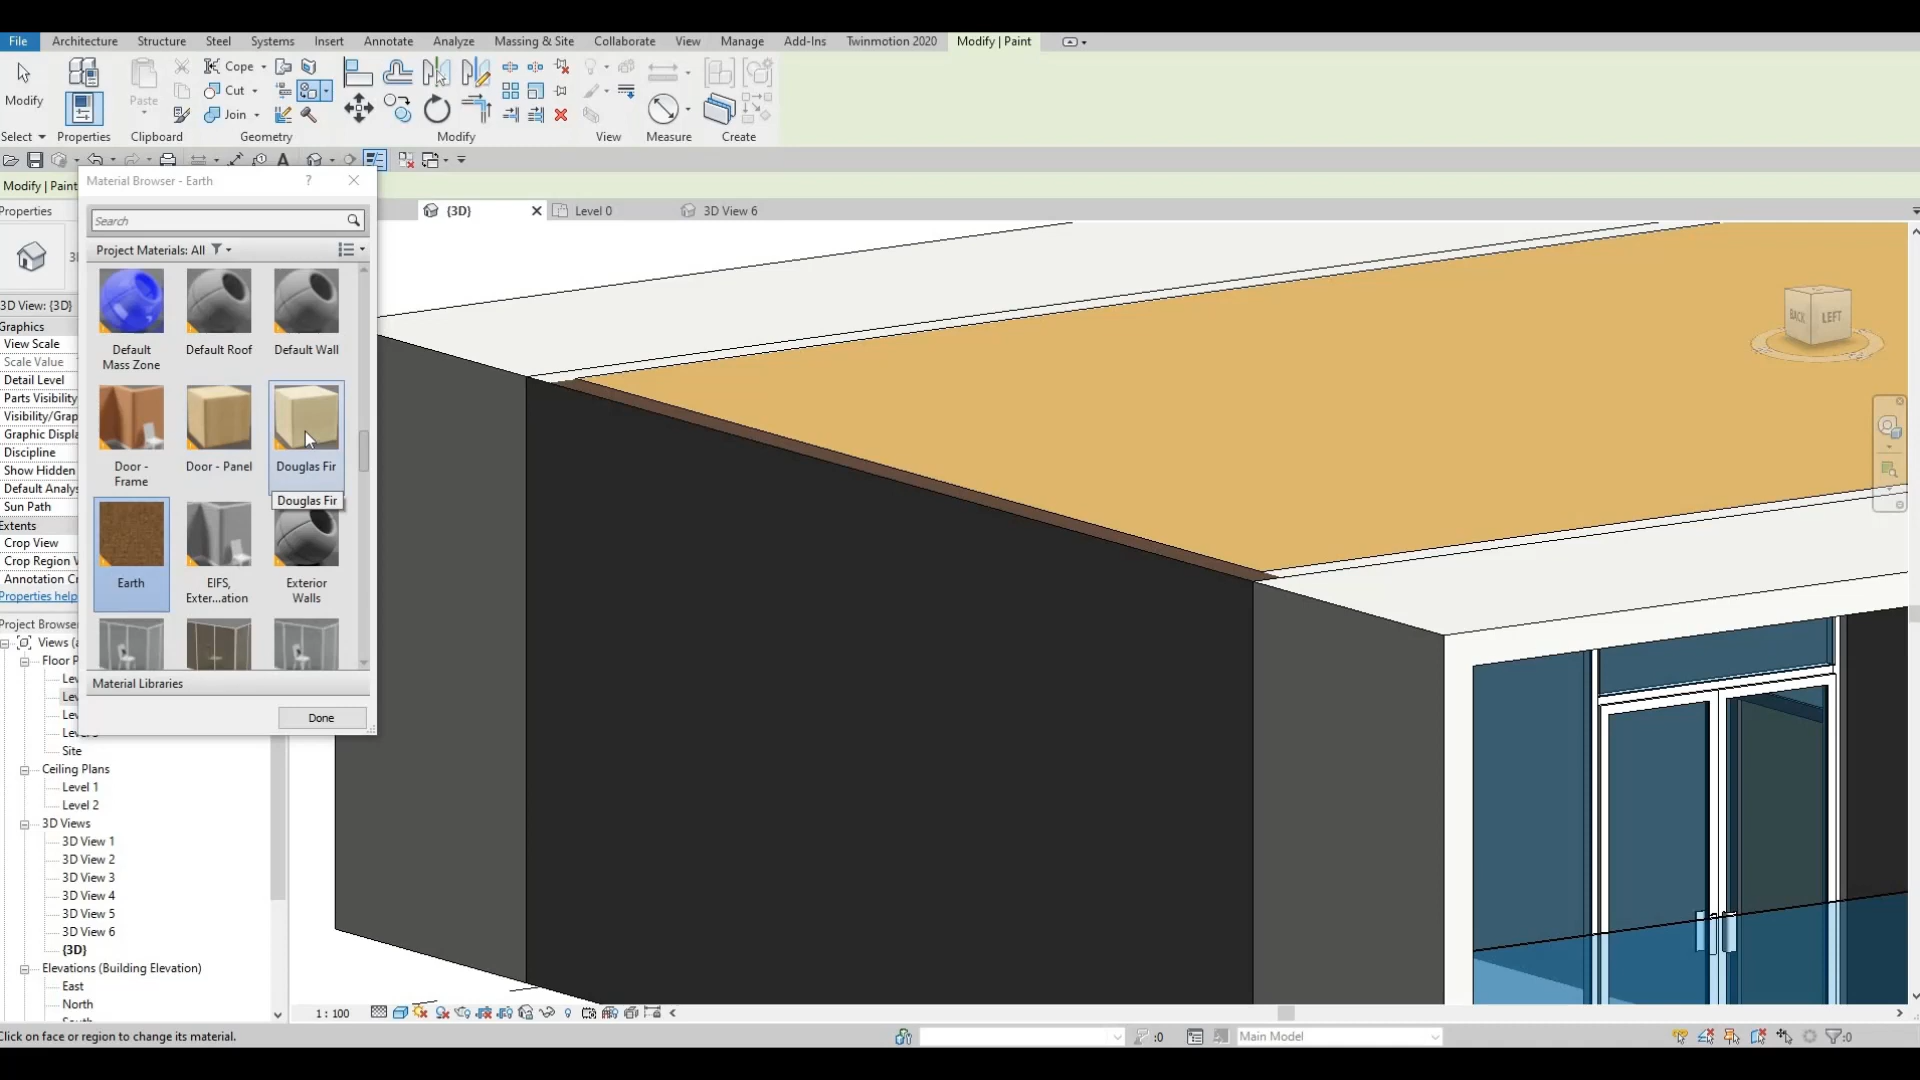 File Architecture Structure Steel Systems Insert Annotate Analyze Massing & Site Collaborate View Manage Add-Ins Twinmotion 2020 Modify | Paint
Cope
Modify Paste Cut
Join
Select Properties Clipboard Geometry Modify View Measure Create
Modify | Paint
Material Browser - Earth ?
Properties
{3D} Level 0 3D View 6
Search
Project Materials: All
3D View: {3D}
Graphics
View Scale
Scale Value
Detail Level
Parts Visibility
Visibility/Grap
Graphic Displa
Discipline
Show Hidden
Default Analys
Sun Path
Extents
Crop View
Crop Region V
Annotation Cr
Properties help
Default Mass Zone
Default Roof
Default Wall
Door - Frame
Door - Panel
Douglas Fir
Douglas Fir
Earth
EIFS, Exter...ation
Exterior Walls
Material Libraries
Done
BACK LEFT
Project Browser
Views (a
Floor P
Lev
Lev
Lev
Site
Ceiling Plans
Level 1
Level 2
3D Views
3D View 1
3D View 2
3D View 3
3D View 4
3D View 5
3D View 6
{3D}
Elevations (Building Elevation)
East
North
1 : 100
Click on face or region to change its material.
:0
Main Model
:0